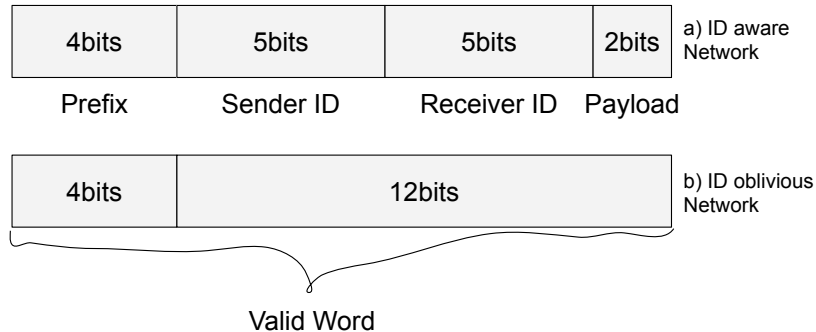 4bits 5bits 5bits 2bits
a) ID aware
Network
Prefix Sender ID Receiver ID Payload
4bits 12bits
b) ID oblivious
Network
Valid Word